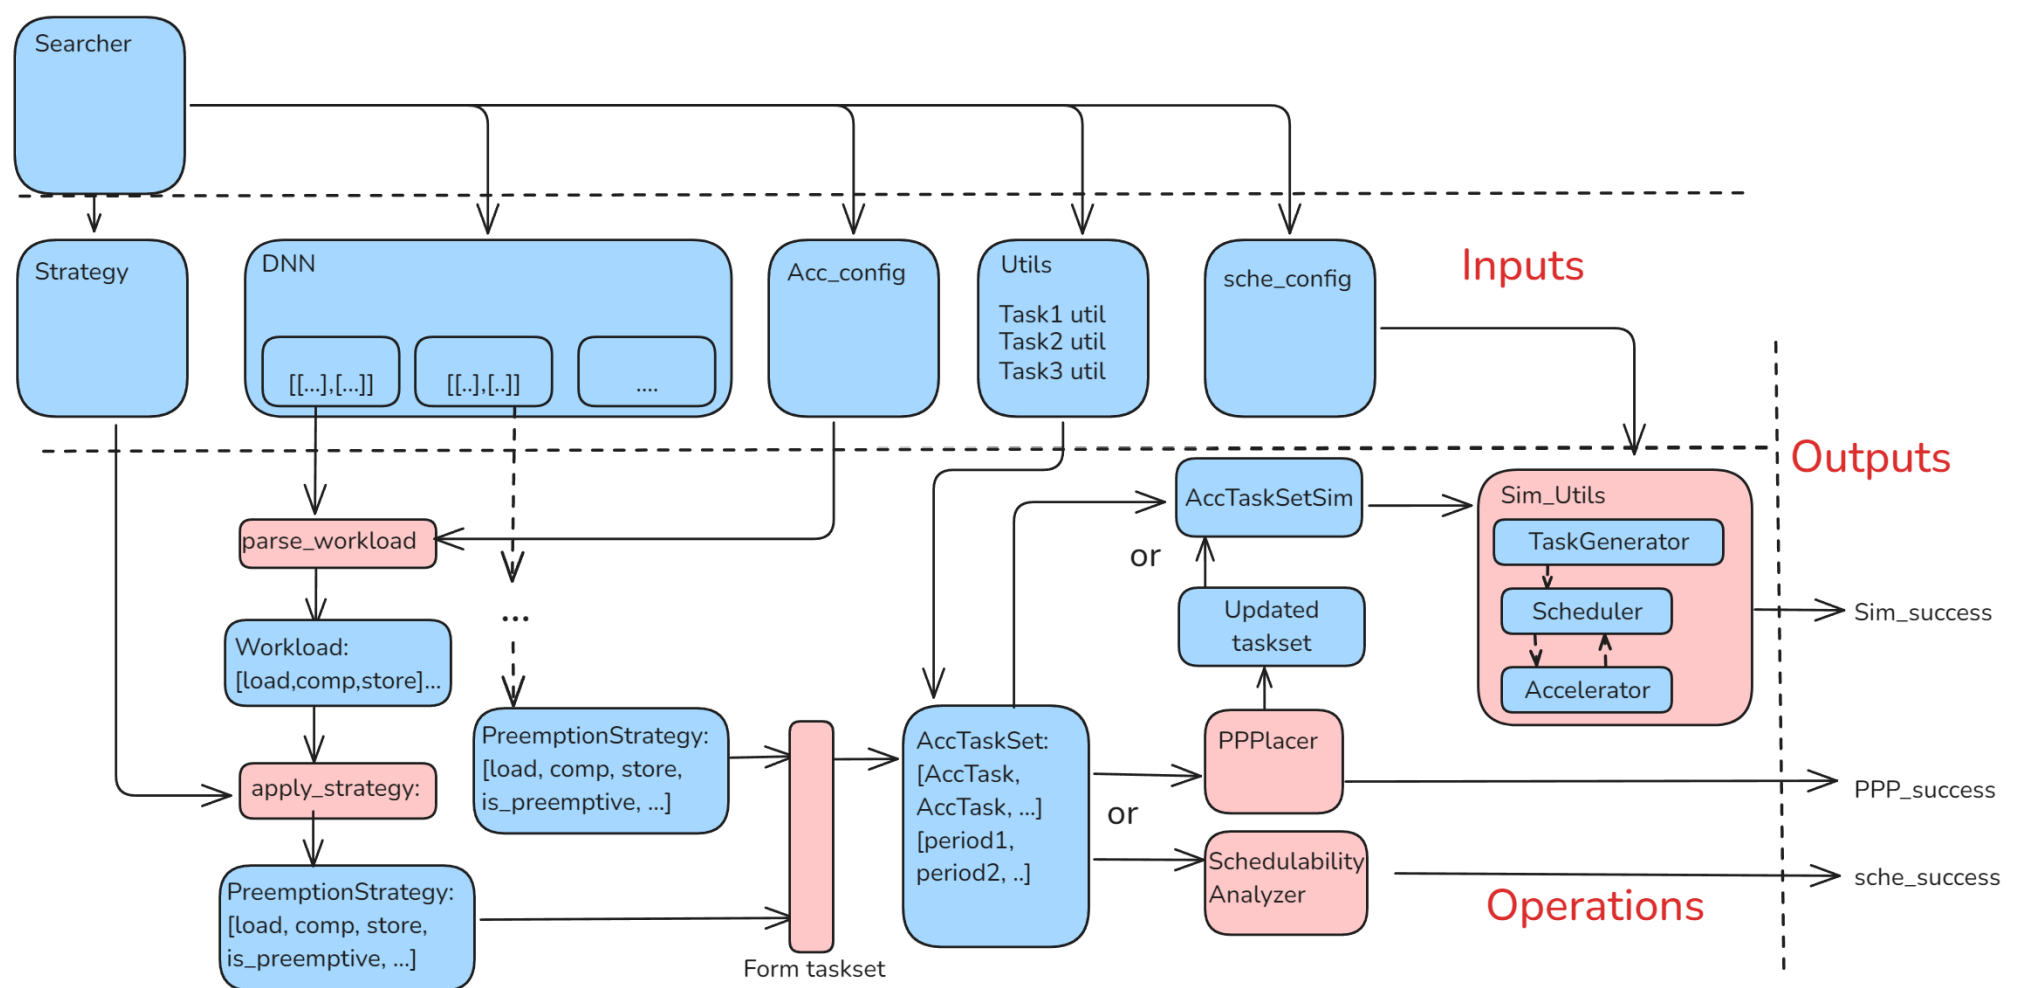 Searcher
Strategy
DNN
[[...],[...]]
[[..],[..]]
....
Acc_config
Utils
Task1 util
Task2 util
Task3 util
sche_config
Inputs
Outputs
parse_workload
Workload:
[load,comp,store]...
apply_strategy:
PreemptionStrategy:
[load, comp, store,
is_preemptive, ...]
...
PreemptionStrategy:
[load, comp, store,
is_preemptive, ...]
Form taskset
AccTaskSet:
[AccTask,
AccTask, ...]
[period1,
period2, ..]
or
or
AccTaskSetSim
Updated
taskset
PPPlacer
Schedulability
Analyzer
Sim_Utils
TaskGenerator
Scheduler
Accelerator
Sim_success
PPP_success
sche_success
Operations